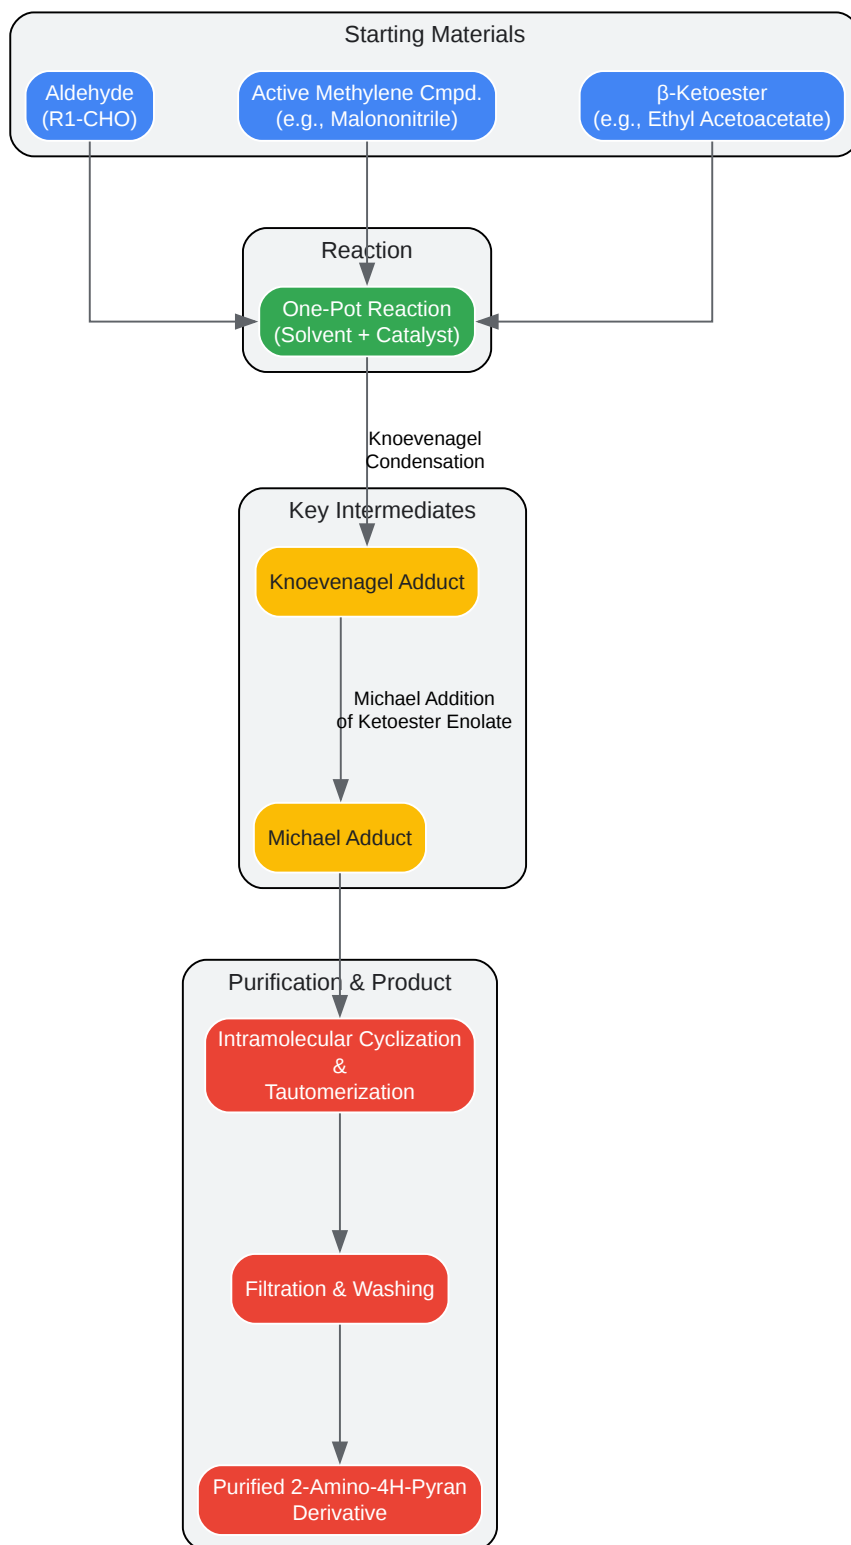 Starting Materials
Aldehyde
(R1-CHO)
Active Methylene Cmpd.
(e.g., Malononitrile)
β-Ketoester
(e.g., Ethyl Acetoacetate)
Reaction
One-Pot Reaction
(Solvent + Catalyst)
Knoevenagel
Condensation
Key Intermediates
Knoevenagel Adduct
Michael Addition
of Ketoester Enolate
Michael Adduct
Purification & Product
Intramolecular Cyclization
&
Tautomerization
Filtration & Washing
Purified 2-Amino-4H-Pyran
Derivative